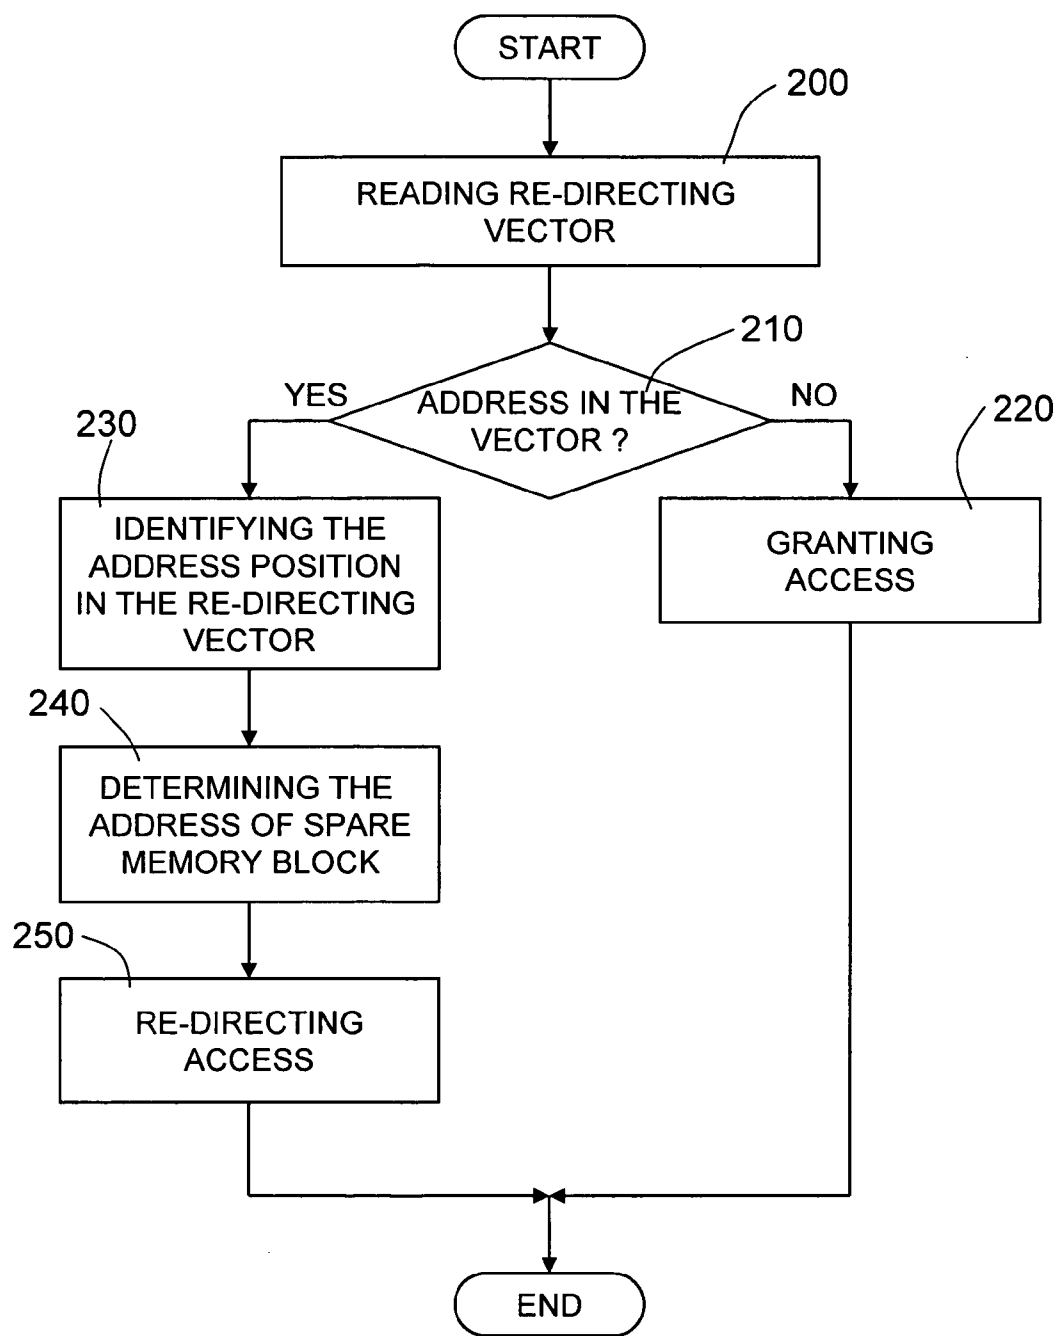 START
200
READING RE-DIRECTING
VECTOR
210
YES
ADDRESS IN THE
VECTOR ?
NO
220
230
IDENTIFYING THE
ADDRESS POSITION
IN THE RE-DIRECTING
VECTOR
GRANTING
ACCESS
240
DETERMINING THE
ADDRESS OF SPARE
MEMORY BLOCK
250
RE-DIRECTING
ACCESS
END